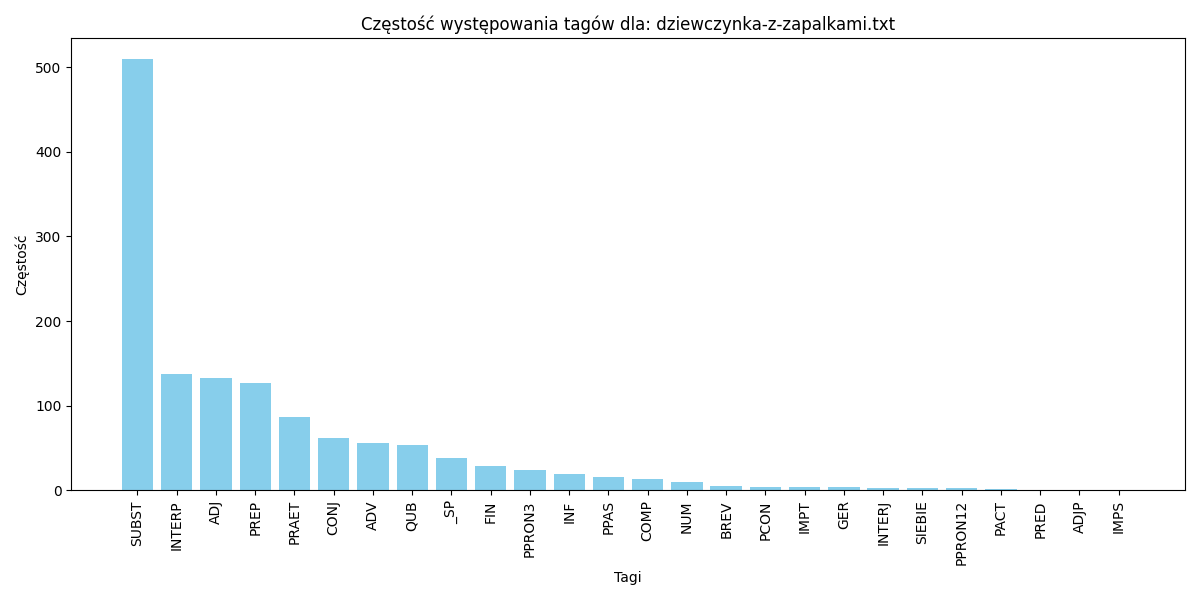 Częstość występowania tagów dla: dziewczynka-z-zapalkami.txt
Częstość
500
400
300
200
100
0
SUBST
INTERP
ADJ
PREP
PRAET
CONJ
ADV
QUB
_SP
FIN
PPRON3
INF
PPAS
COMP
NUM
BREV
PCON
IMPT
GER
INTERJ
SIEBIE
PPRON12
PACT
PRED
ADJP
IMPS
Tagi